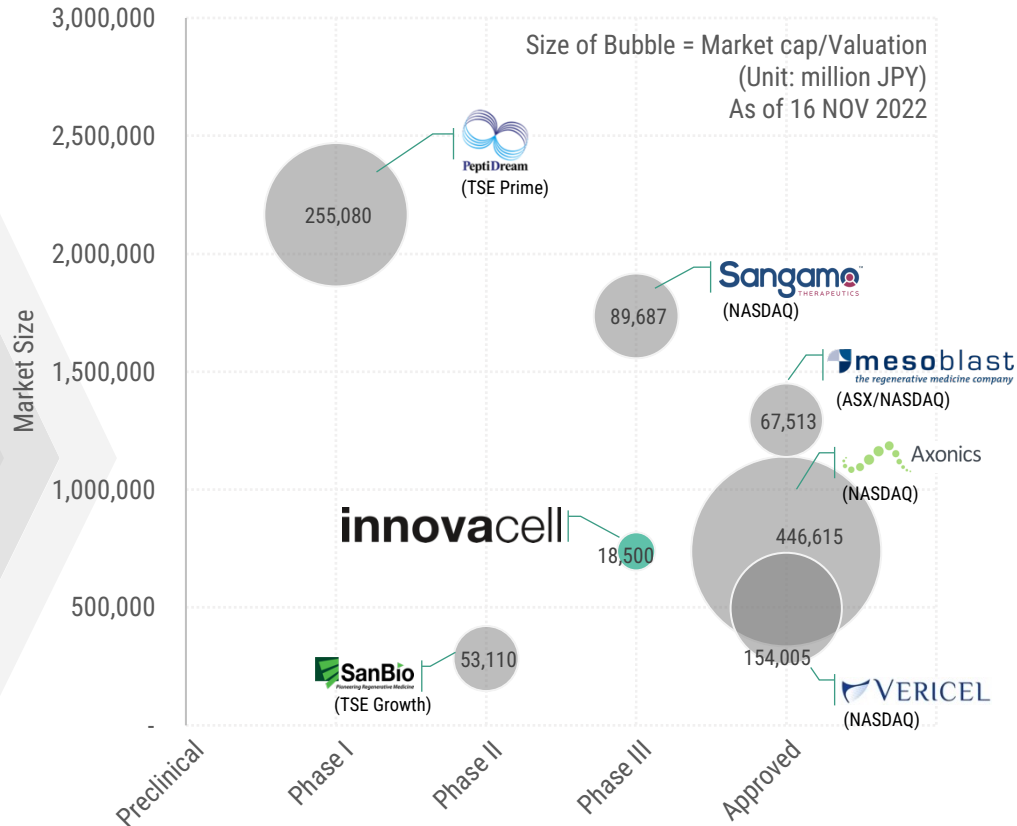 3,000,000
Size of Bubble = Market cap/Valuation
(Unit: million JPY)
As of 16 NOV 2022
2,500,000
PeptiDream
(TSE Prime)
255,080
2,000,000
Sangamo
THERAPEUTICS
(NASDAQ)
89,687
Market Size
1,500,000
mesoblast
the regenerative medicine company
(ASX/NASDAQ)
67,513
Axonics
(NASDAQ)
1,000,000
innovacell
446,615
18,500
500,000
SanBio
Pioneering Regenerative Medicine
(TSE Growth)
53,110
154,005
VERICEL
(NASDAQ)
-
Preclinical
Phase I
Phase II
Phase III
Approved